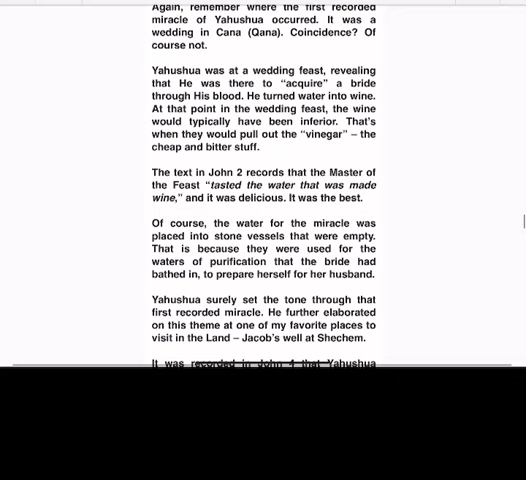 Again, remember where the first recorded
miracle of Yahushua occurred. It was a
wedding in Cana (Qana). Coincidence? Of
course not.
Yahushua was at a wedding feast, revealing
that He was there to “acquire” a bride
through His blood. He turned water into wine.
At that point in the wedding feast, the wine
would typically have been inferior. That’s
when they would pull out the “vinegar” – the
cheap and bitter stuff.
The text in John 2 records that the Master of
the Feast “tasted the water that was made
wine,” and it was delicious. It was the best.
Of course, the water for the miracle was
placed into stone vessels that were empty.
That is because they were used for the
waters of purification that the bride had
bathed in, to prepare herself for her husband.
Yahushua surely set the tone through that
first recorded miracle. He further elaborated
on this theme at one of my favorite places to
visit in the Land – Jacob’s well at Shechem.
It was recorded in John 4 that Yahushua